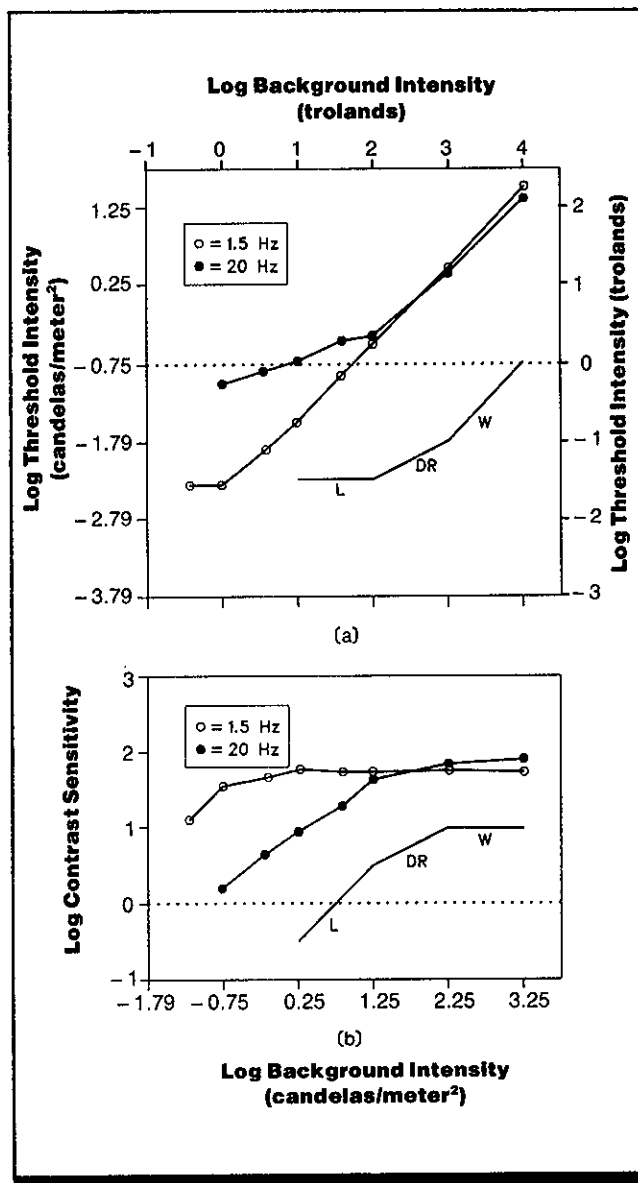 Log Background Intensity
(trolands)
−1 0 1 2 3 4
Log Threshold Intensity
(candelas/meter²)
1.25
0.25
−0.75
−1.79
−2.79
−3.79
○ = 1.5 Hz
● = 20 Hz
L
DR
W
2
1
0
−1
−2
−3
Log Threshold Intensity (trolands)
(a)
Log Contrast Sensitivity
3
2
1
0
−1
○ = 1.5 Hz
● = 20 Hz
L
DR
W
−1.79 −0.75 0.25 1.25 2.25 3.25
(b)
Log Background Intensity
(candelas/meter²)